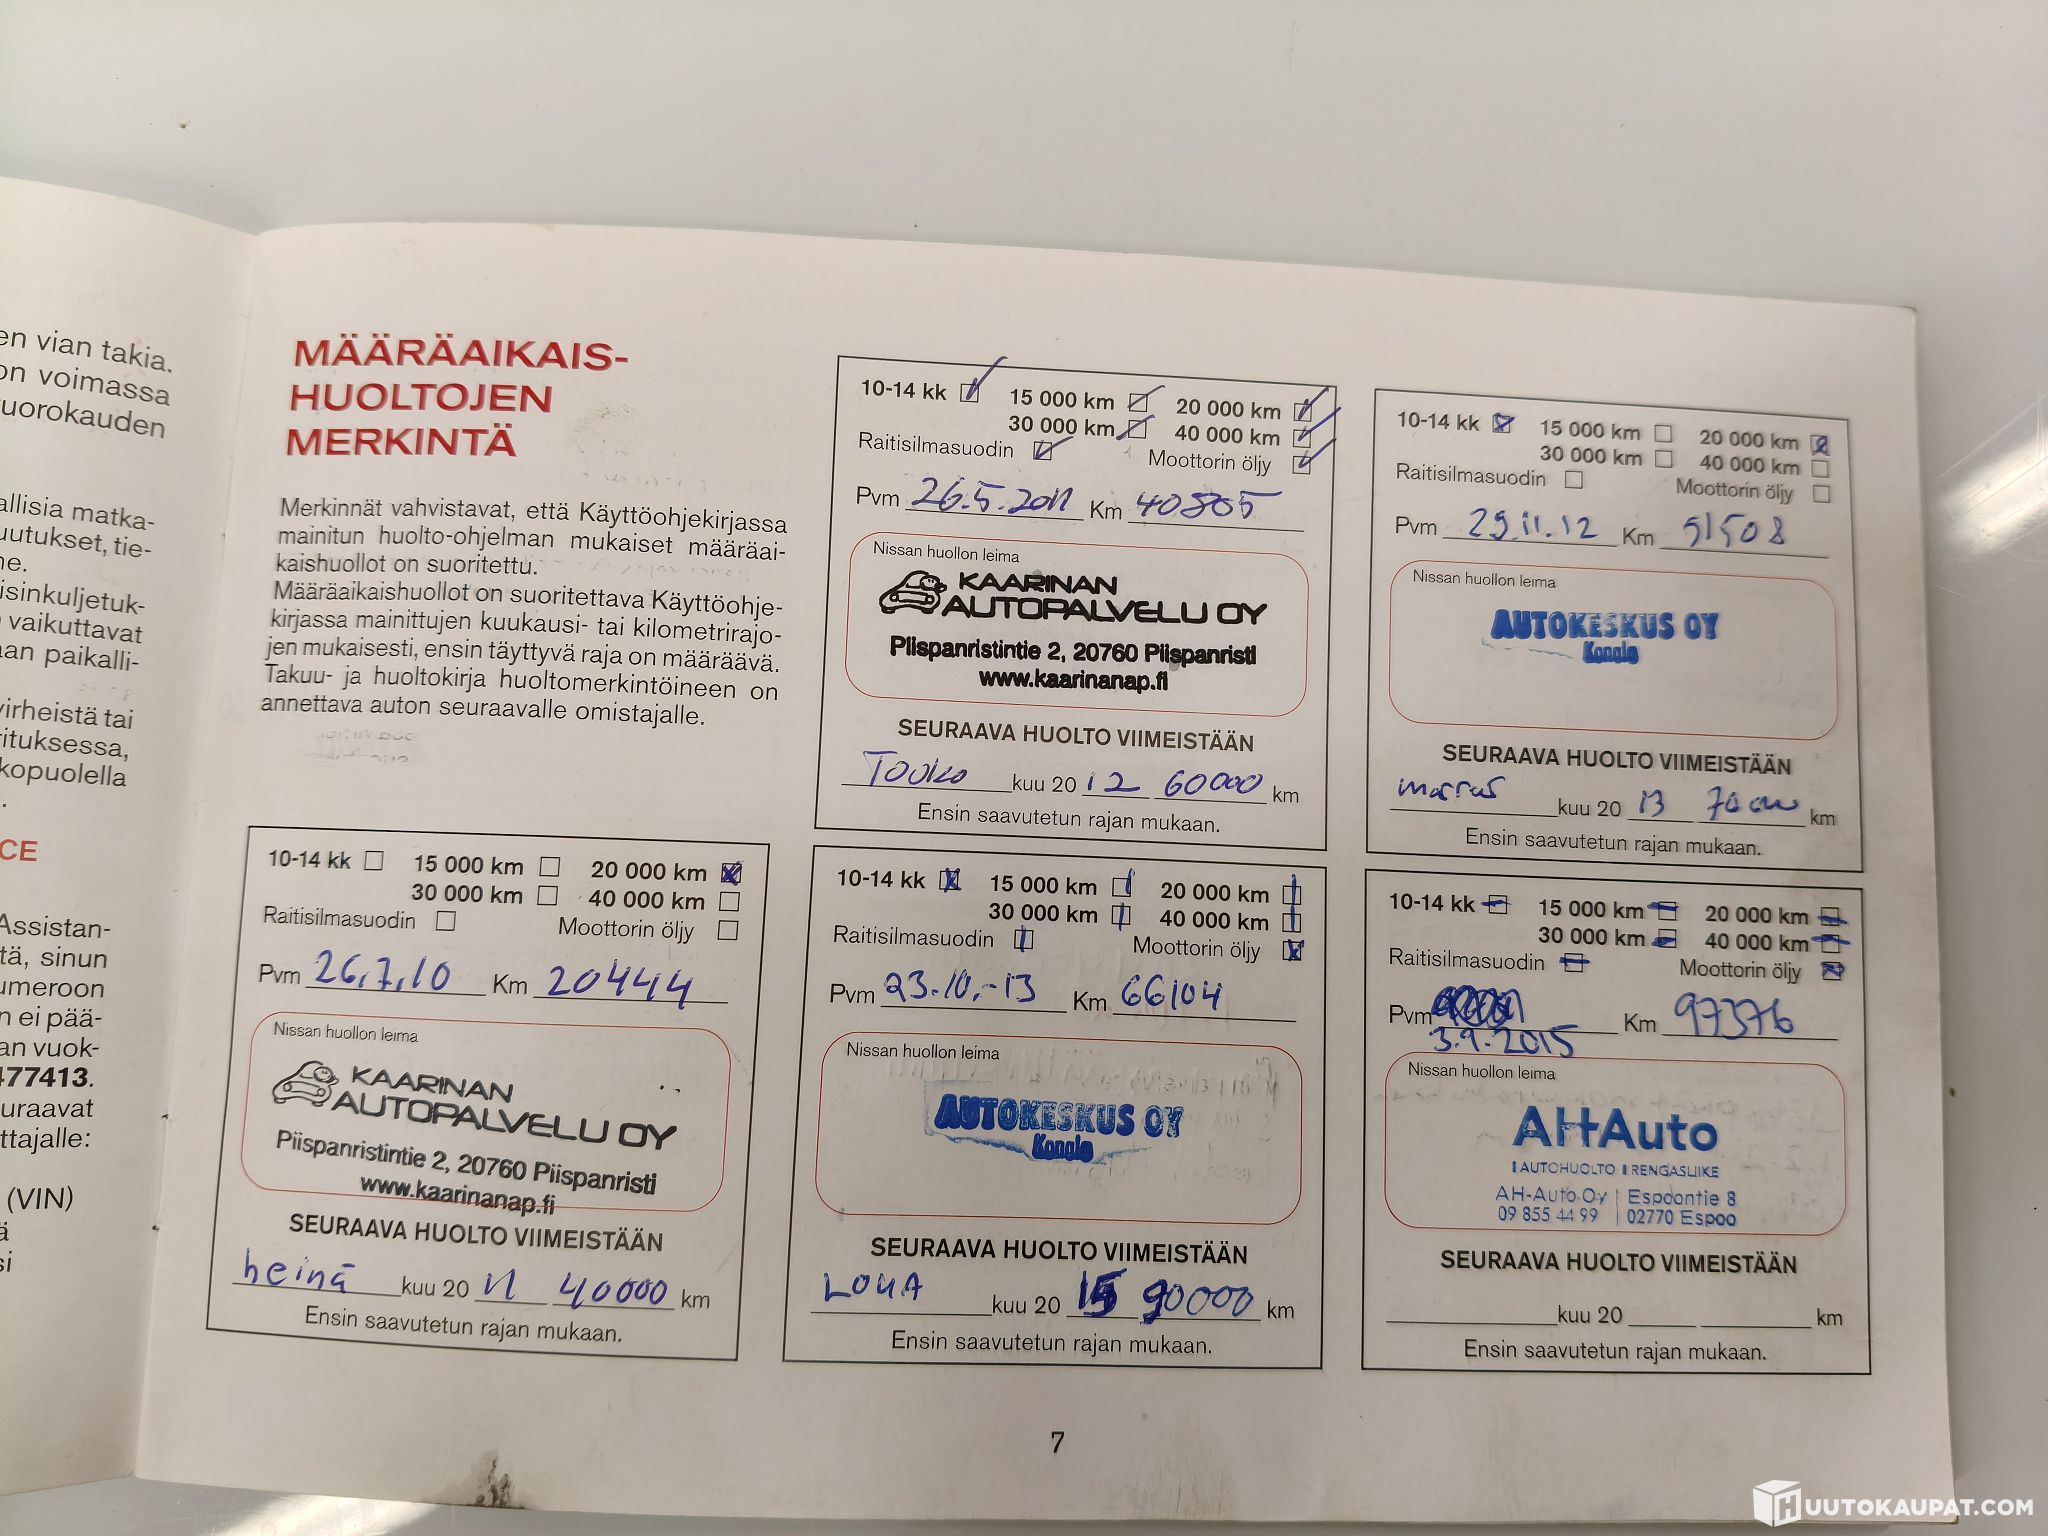 en vian takia.
on voimassa
uorokauden
allisia matka-
uutukset, tie-
ne.
isinkuljetuk-
vaikuttavat
aan paikalli-
virheistä tai
rituksessa,
kopuolella
.
CE
Assistan-
tä, sinun
umeroon
n ei pää-
an vuok-
477413.
uraavat
ttajalle:
(VIN)
ä
si
MÄÄRÄAIKAIS-
HUOLTOJEN
MERKINTÄ
Merkinnät vahvistavat, että Käyttöohjekirjassa
mainitun huolto-ohjelman mukaiset määräai-
kaishuollot on suoritettu.
Määräaikaishuollot on suoritettava Käyttöohje-
kirjassa mainittujen kuukausi- tai kilometrirajo-
jen mukaisesti, ensin täyttyvä raja on määräävä.
Takuu- ja huoltokirja huoltomerkintöineen on
annettava auton seuraavalle omistajalle.
10-14 kk 15 000 km 20 000 km
30 000 km 40 000 km
Raitisilmasuodin Moottorin öljy
Pvm 26.7.10 Km 20444
Nissan huollon leima
KAARINAN
AUTOPALVELU OY
Piispanristintie 2, 20760 Piispanristi
www.kaarinanap.fi
SEURAAVA HUOLTO VIIMEISTÄÄN
heinä kuu 20 11 40000 km
Ensin saavutetun rajan mukaan.
10-14 kk 15 000 km 20 000 km
30 000 km 40 000 km
Raitisilmasuodin Moottorin öljy
Pvm 26.5.2011 Km 40805
Nissan huollon leima
KAARINAN
AUTOPALVELU OY
Piispanristintie 2, 20760 Piispanristi
www.kaarinanap.fi
SEURAAVA HUOLTO VIIMEISTÄÄN
Touko kuu 20 12 60000 km
Ensin saavutetun rajan mukaan.
10-14 kk 15 000 km 20 000 km
30 000 km 40 000 km
Raitisilmasuodin Moottorin öljy
Pvm 29.11.12 Km 51508
Nissan huollon leima
AUTOKESKUS OY
Konala
SEURAAVA HUOLTO VIIMEISTÄÄN
marras kuu 20 13 70000 km
Ensin saavutetun rajan mukaan.
10-14 kk 15 000 km 20 000 km
30 000 km 40 000 km
Raitisilmasuodin Moottorin öljy
Pvm 23.10.-13 Km 66104
Nissan huollon leima
AUTOKESKUS OY
Konala
SEURAAVA HUOLTO VIIMEISTÄÄN
LOKA kuu 20 15 90000 km
Ensin saavutetun rajan mukaan.
10-14 kk 15 000 km 20 000 km
30 000 km 40 000 km
Raitisilmasuodin Moottorin öljy
Pvm Km 97376
3.9.2015
Nissan huollon leima
AH-Auto
AUTOHUOLTO RENGASLIIKE
AH-Auto Oy | Espoontie 8
09 855 44 99 | 02770 Espoo
SEURAAVA HUOLTO VIIMEISTÄÄN
kuu 20 km
Ensin saavutetun rajan mukaan.
7
HUUTOKAUPAT.COM